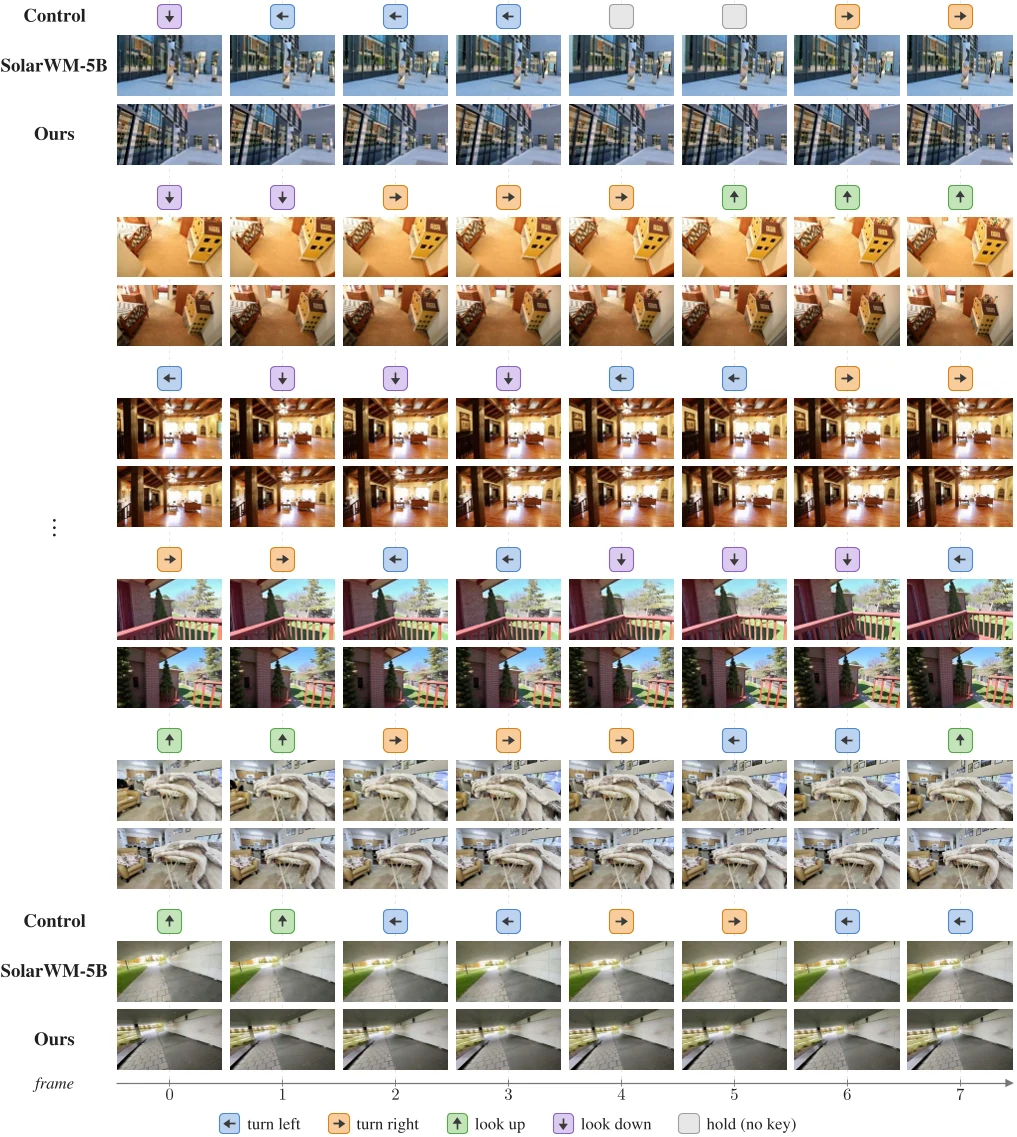 Control
SolarWM-5B
Ours
⋮
Control
SolarWM-5B
Ours
frame
0 1 2 3 4 5 6 7
turn left turn right look up look down hold (no key)